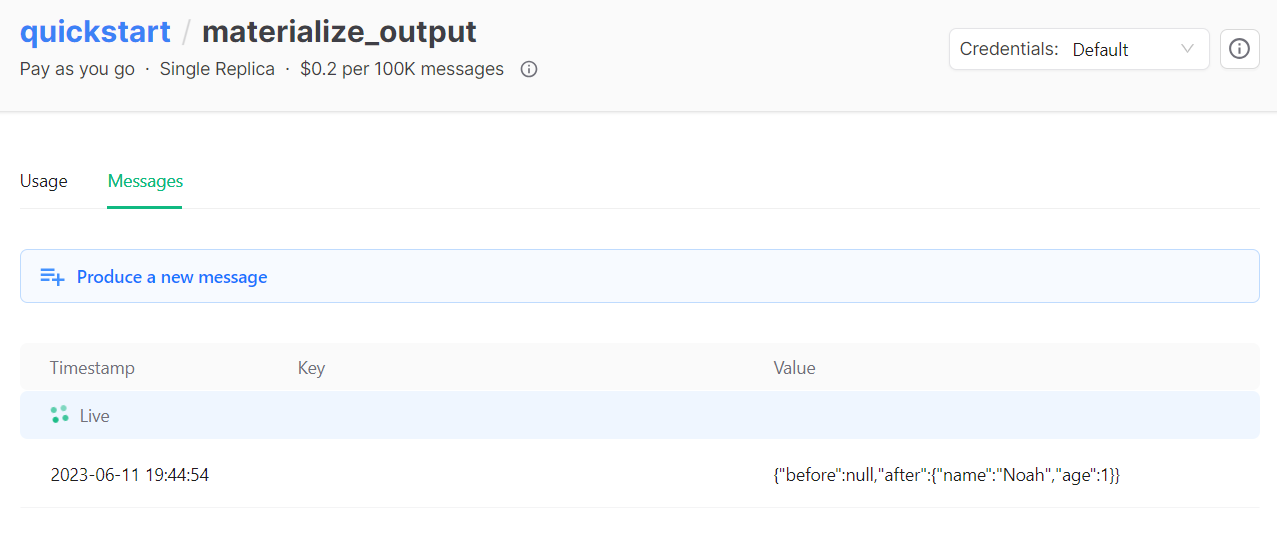 quickstart / materialize_output
Pay as you go · Single Replica · $0.2 per 100K messages
Credentials: Default
Usage Messages
Produce a new message
Timestamp Key Value
Live
2023-06-11 19:44:54 {"before":null,"after":{"name":"Noah","age":1}}